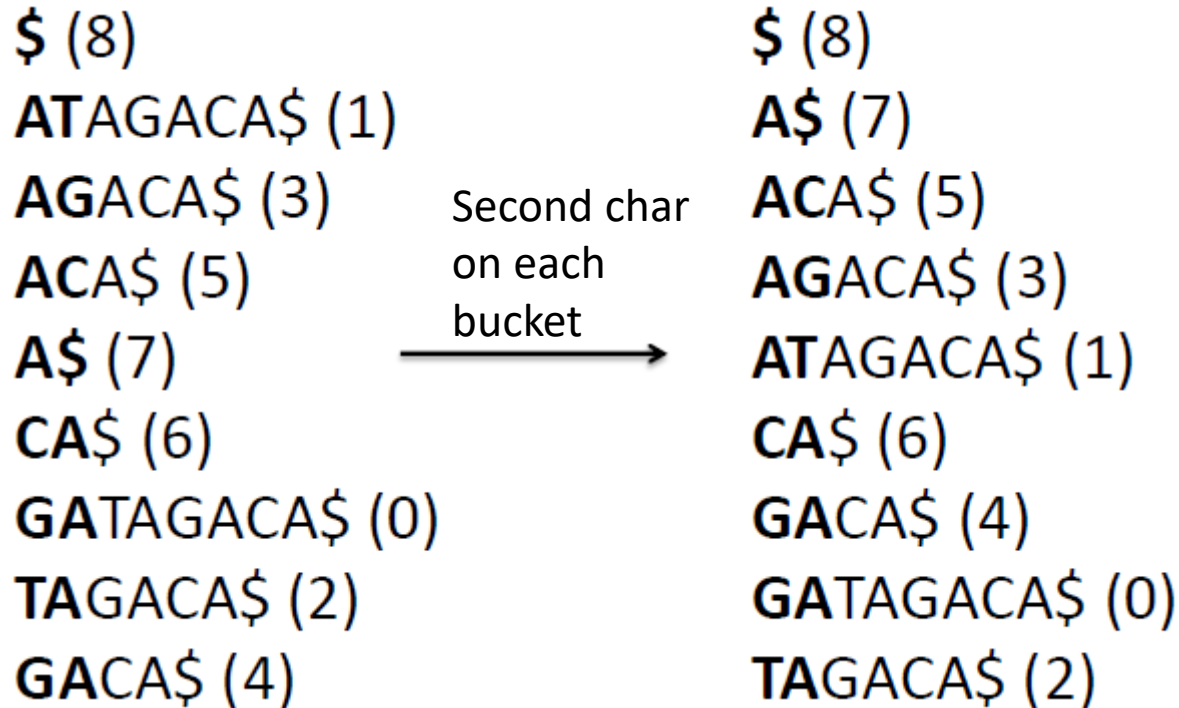 $ (8)
ATAGACA$ (1)
AGACA$ (3)
ACA$ (5)
A$ (7)
CA$ (6)
GATAGACA$ (0)
TAGACA$ (2)
GACA$ (4)
Second char
on each
bucket
$ (8)
A$ (7)
ACA$ (5)
AGACA$ (3)
ATAGACA$ (1)
CA$ (6)
GACA$ (4)
GATAGACA$ (0)
TAGACA$ (2)